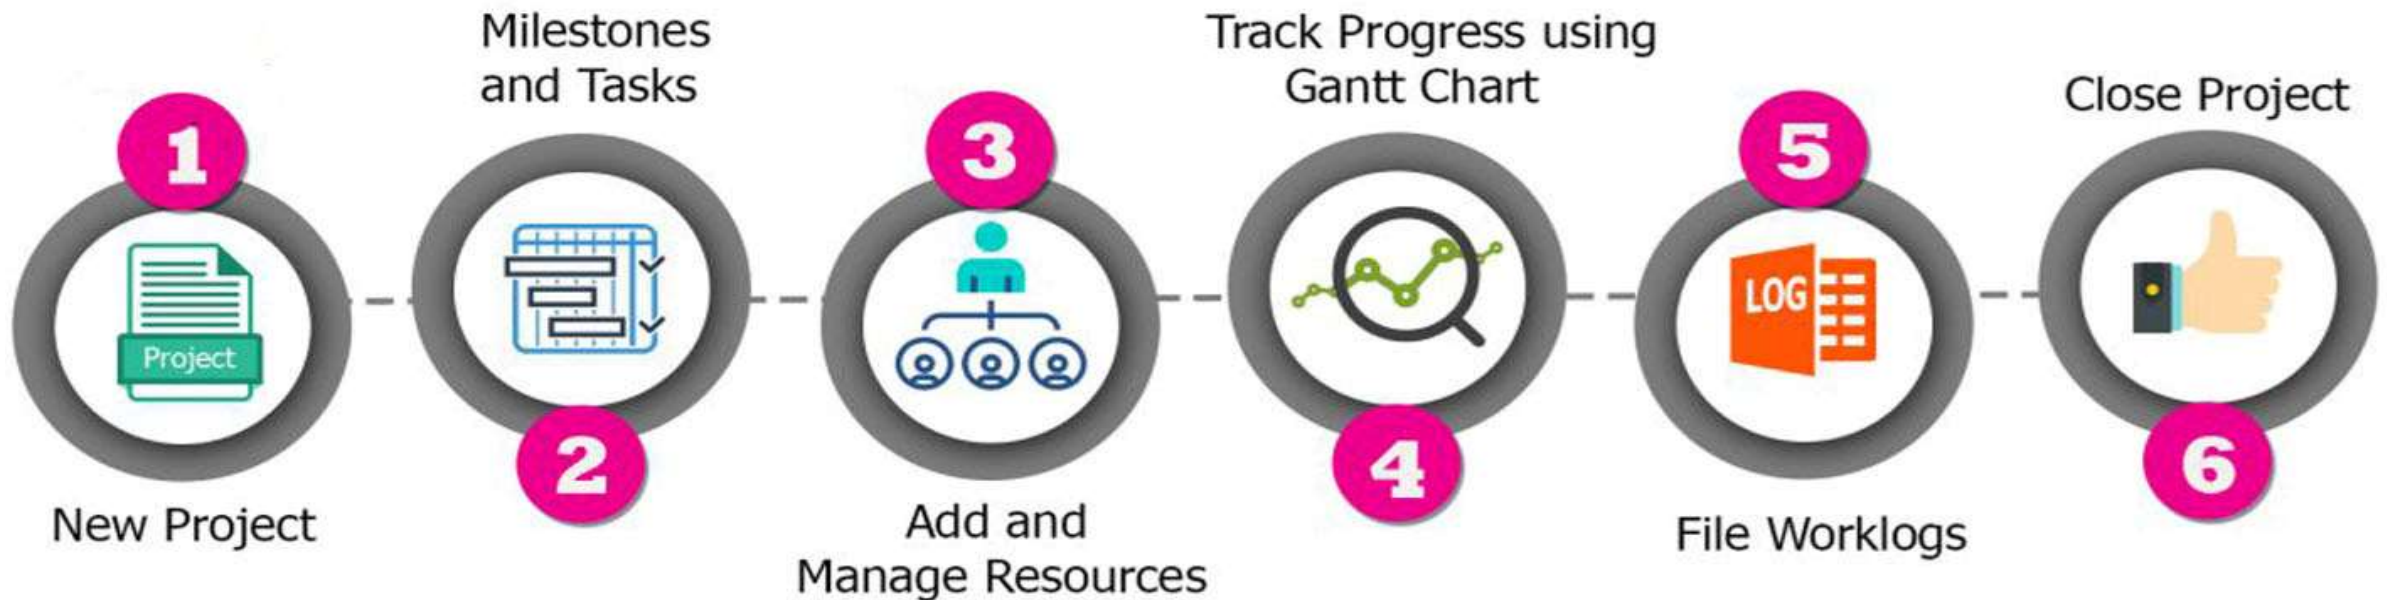 1
Project
New Project
Milestones
and Tasks
2
3
Add and
Manage Resources
Track Progress using
Gantt Chart
4
5
LOG
File Worklogs
Close Project
6